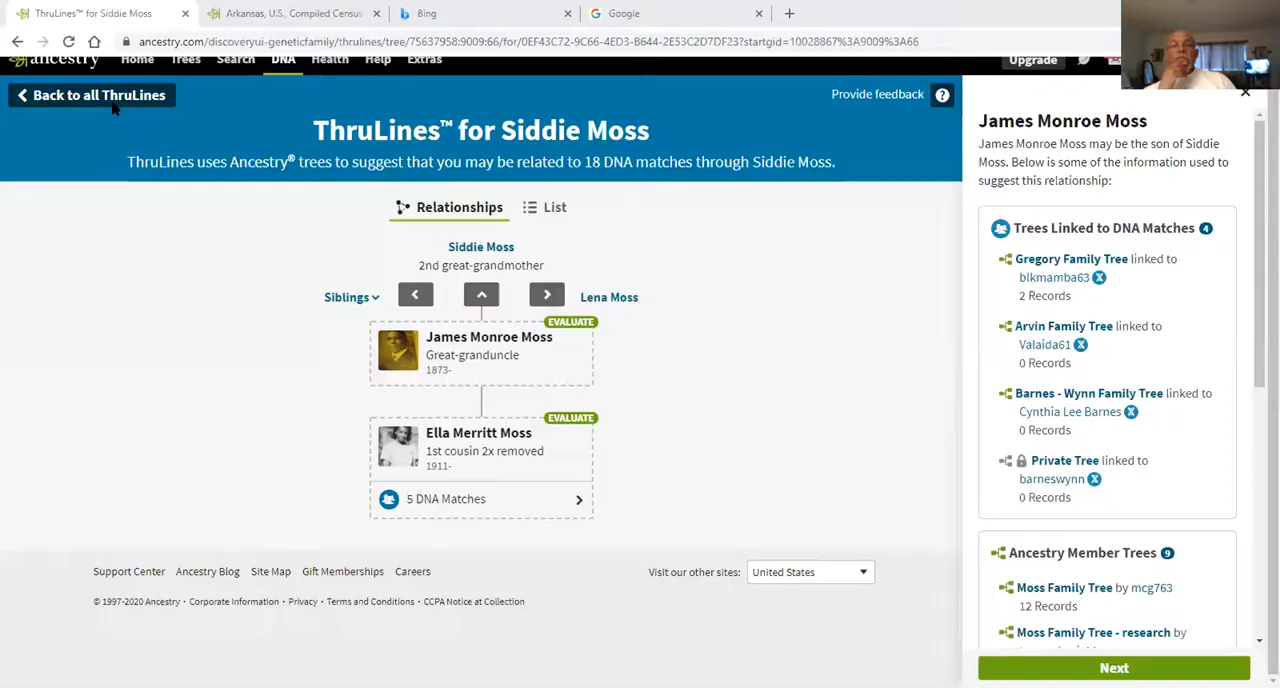 ThruLines™ for Siddie Moss
Arkansas, U.S., Compiled Census
Bing
Google
ancestry.com/discoveryui-geneticfamily/thrulines/tree/75637958:9009:66/for/0EF43C72-9C66-4ED3-B644-2E53C2D7DF23?startgid=10028867%3A9009%3A66
ancestry Home Trees Search DNA Health Help Extras Upgrade
Back to all ThruLines
Provide feedback ?
ThruLines™ for Siddie Moss
ThruLines uses Ancestry® trees to suggest that you may be related to 18 DNA matches through Siddie Moss.
Relationships List
Siddie Moss
2nd great-grandmother
Siblings
Lena Moss
EVALUATE
James Monroe Moss
Great-granduncle
1873-
EVALUATE
Ella Merritt Moss
1st cousin 2x removed
1911-
5 DNA Matches
James Monroe Moss
James Monroe Moss may be the son of Siddie
Moss. Below is some of the information used to
suggest this relationship:
Trees Linked to DNA Matches 4
Gregory Family Tree linked to
blkmamba63
2 Records
Arvin Family Tree linked to
Valaida61
0 Records
Barnes - Wynn Family Tree linked to
Cynthia Lee Barnes
0 Records
Private Tree linked to
barneswynn
0 Records
Ancestry Member Trees 9
Moss Family Tree by mcg763
12 Records
Moss Family Tree - research by
Next
Support Center Ancestry Blog Site Map Gift Memberships Careers
Visit our other sites: United States
© 1997-2020 Ancestry · Corporate Information · Privacy · Terms and Conditions · CCPA Notice at Collection